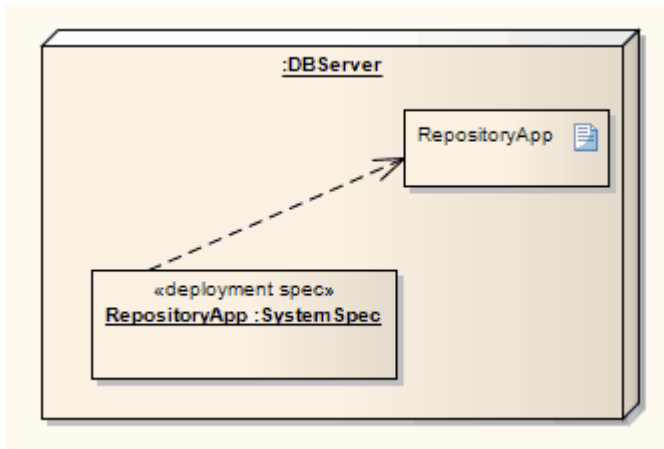 :DBServer
RepositoryApp
«deployment spec»
RepositoryApp :SystemSpec